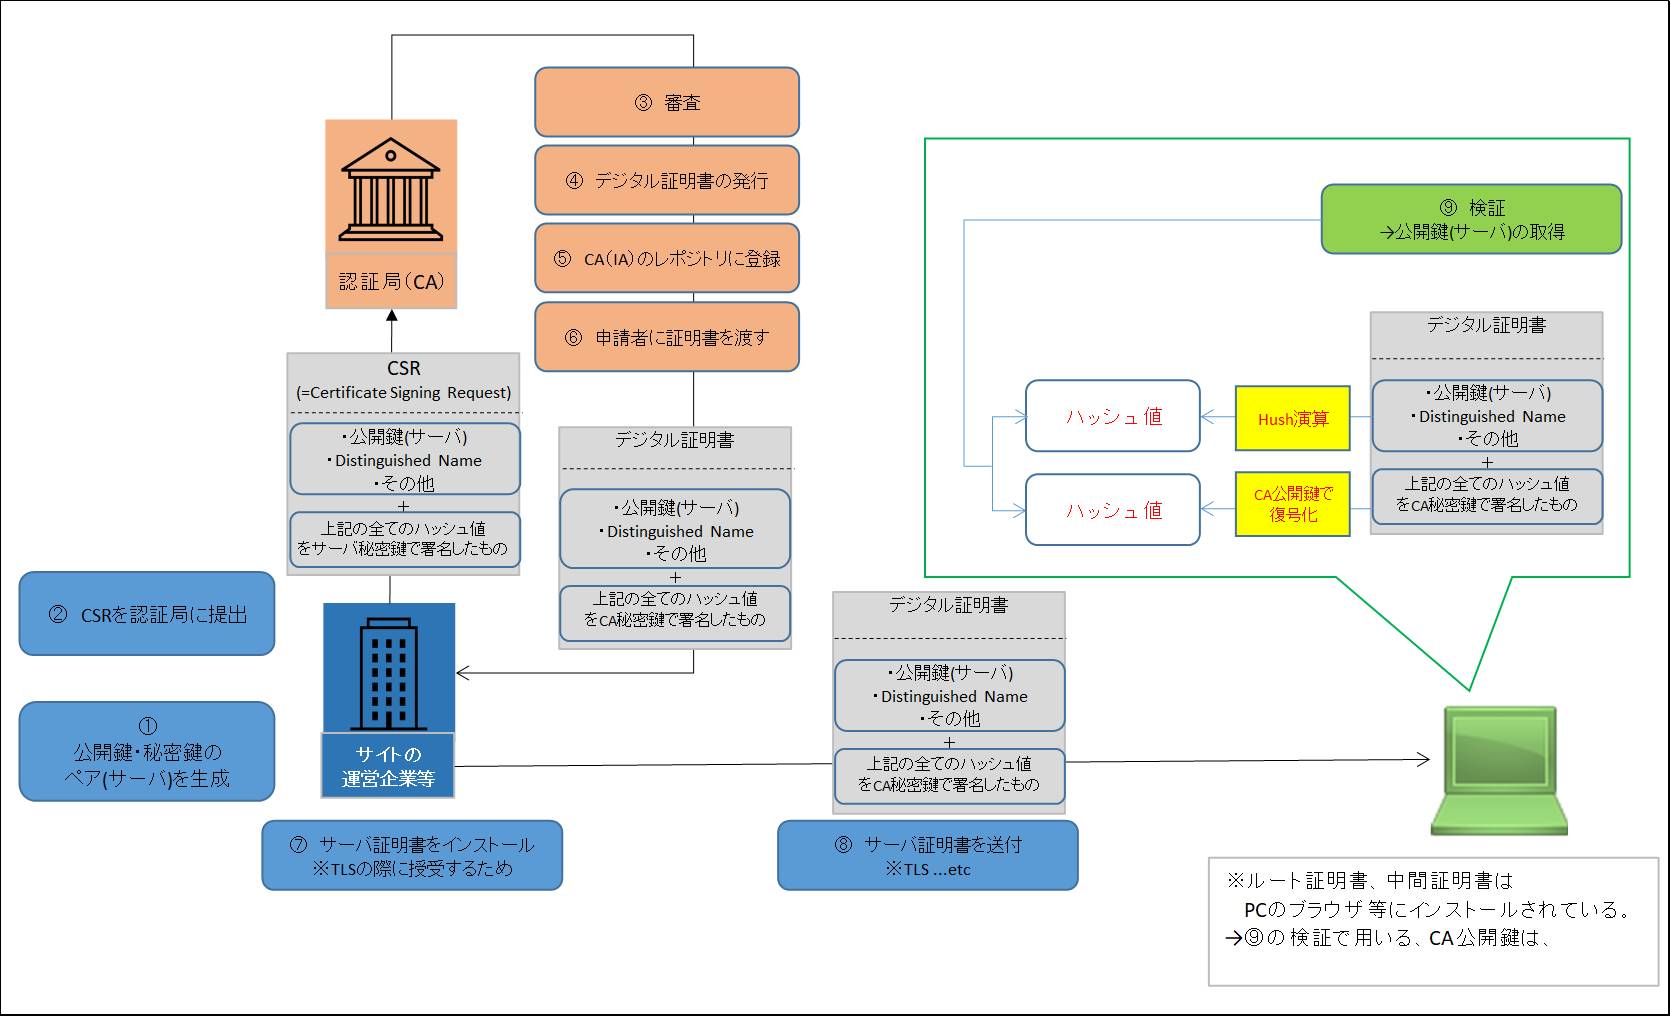 ③ 審査
④ デジタル証明書の発行
⑤ CA(IA)のレポジトリに登録
⑥ 申請者に証明書を渡す
認証局(CA)
CSR
(=Certificate Signing Request)
・公開鍵(サーバ)
・Distinguished Name
・その他
+
上記の全てのハッシュ値
をサーバ秘密鍵で署名したもの
デジタル証明書
・公開鍵(サーバ)
・Distinguished Name
・その他
+
上記の全てのハッシュ値
をCA秘密鍵で署名したもの
② CSRを認証局に提出
①
公開鍵・秘密鍵の
ペア(サーバ)を生成
サイトの
運営企業等
⑦ サーバ証明書をインストール
※TLSの際に授受するため
デジタル証明書
・公開鍵(サーバ)
・Distinguished Name
・その他
+
上記の全てのハッシュ値
をCA秘密鍵で署名したもの
⑧ サーバ証明書を送付
※TLS ...etc
⑨ 検証
→公開鍵(サーバ)の取得
デジタル証明書
・公開鍵(サーバ)
・Distinguished Name
・その他
+
上記の全てのハッシュ値
をCA秘密鍵で署名したもの
Hush演算
ハッシュ値
CA公開鍵で
復号化
ハッシュ値
※ルート証明書、中間証明書は
PCのブラウザ等にインストールされている。
→⑨の検証で用いる、CA公開鍵は、